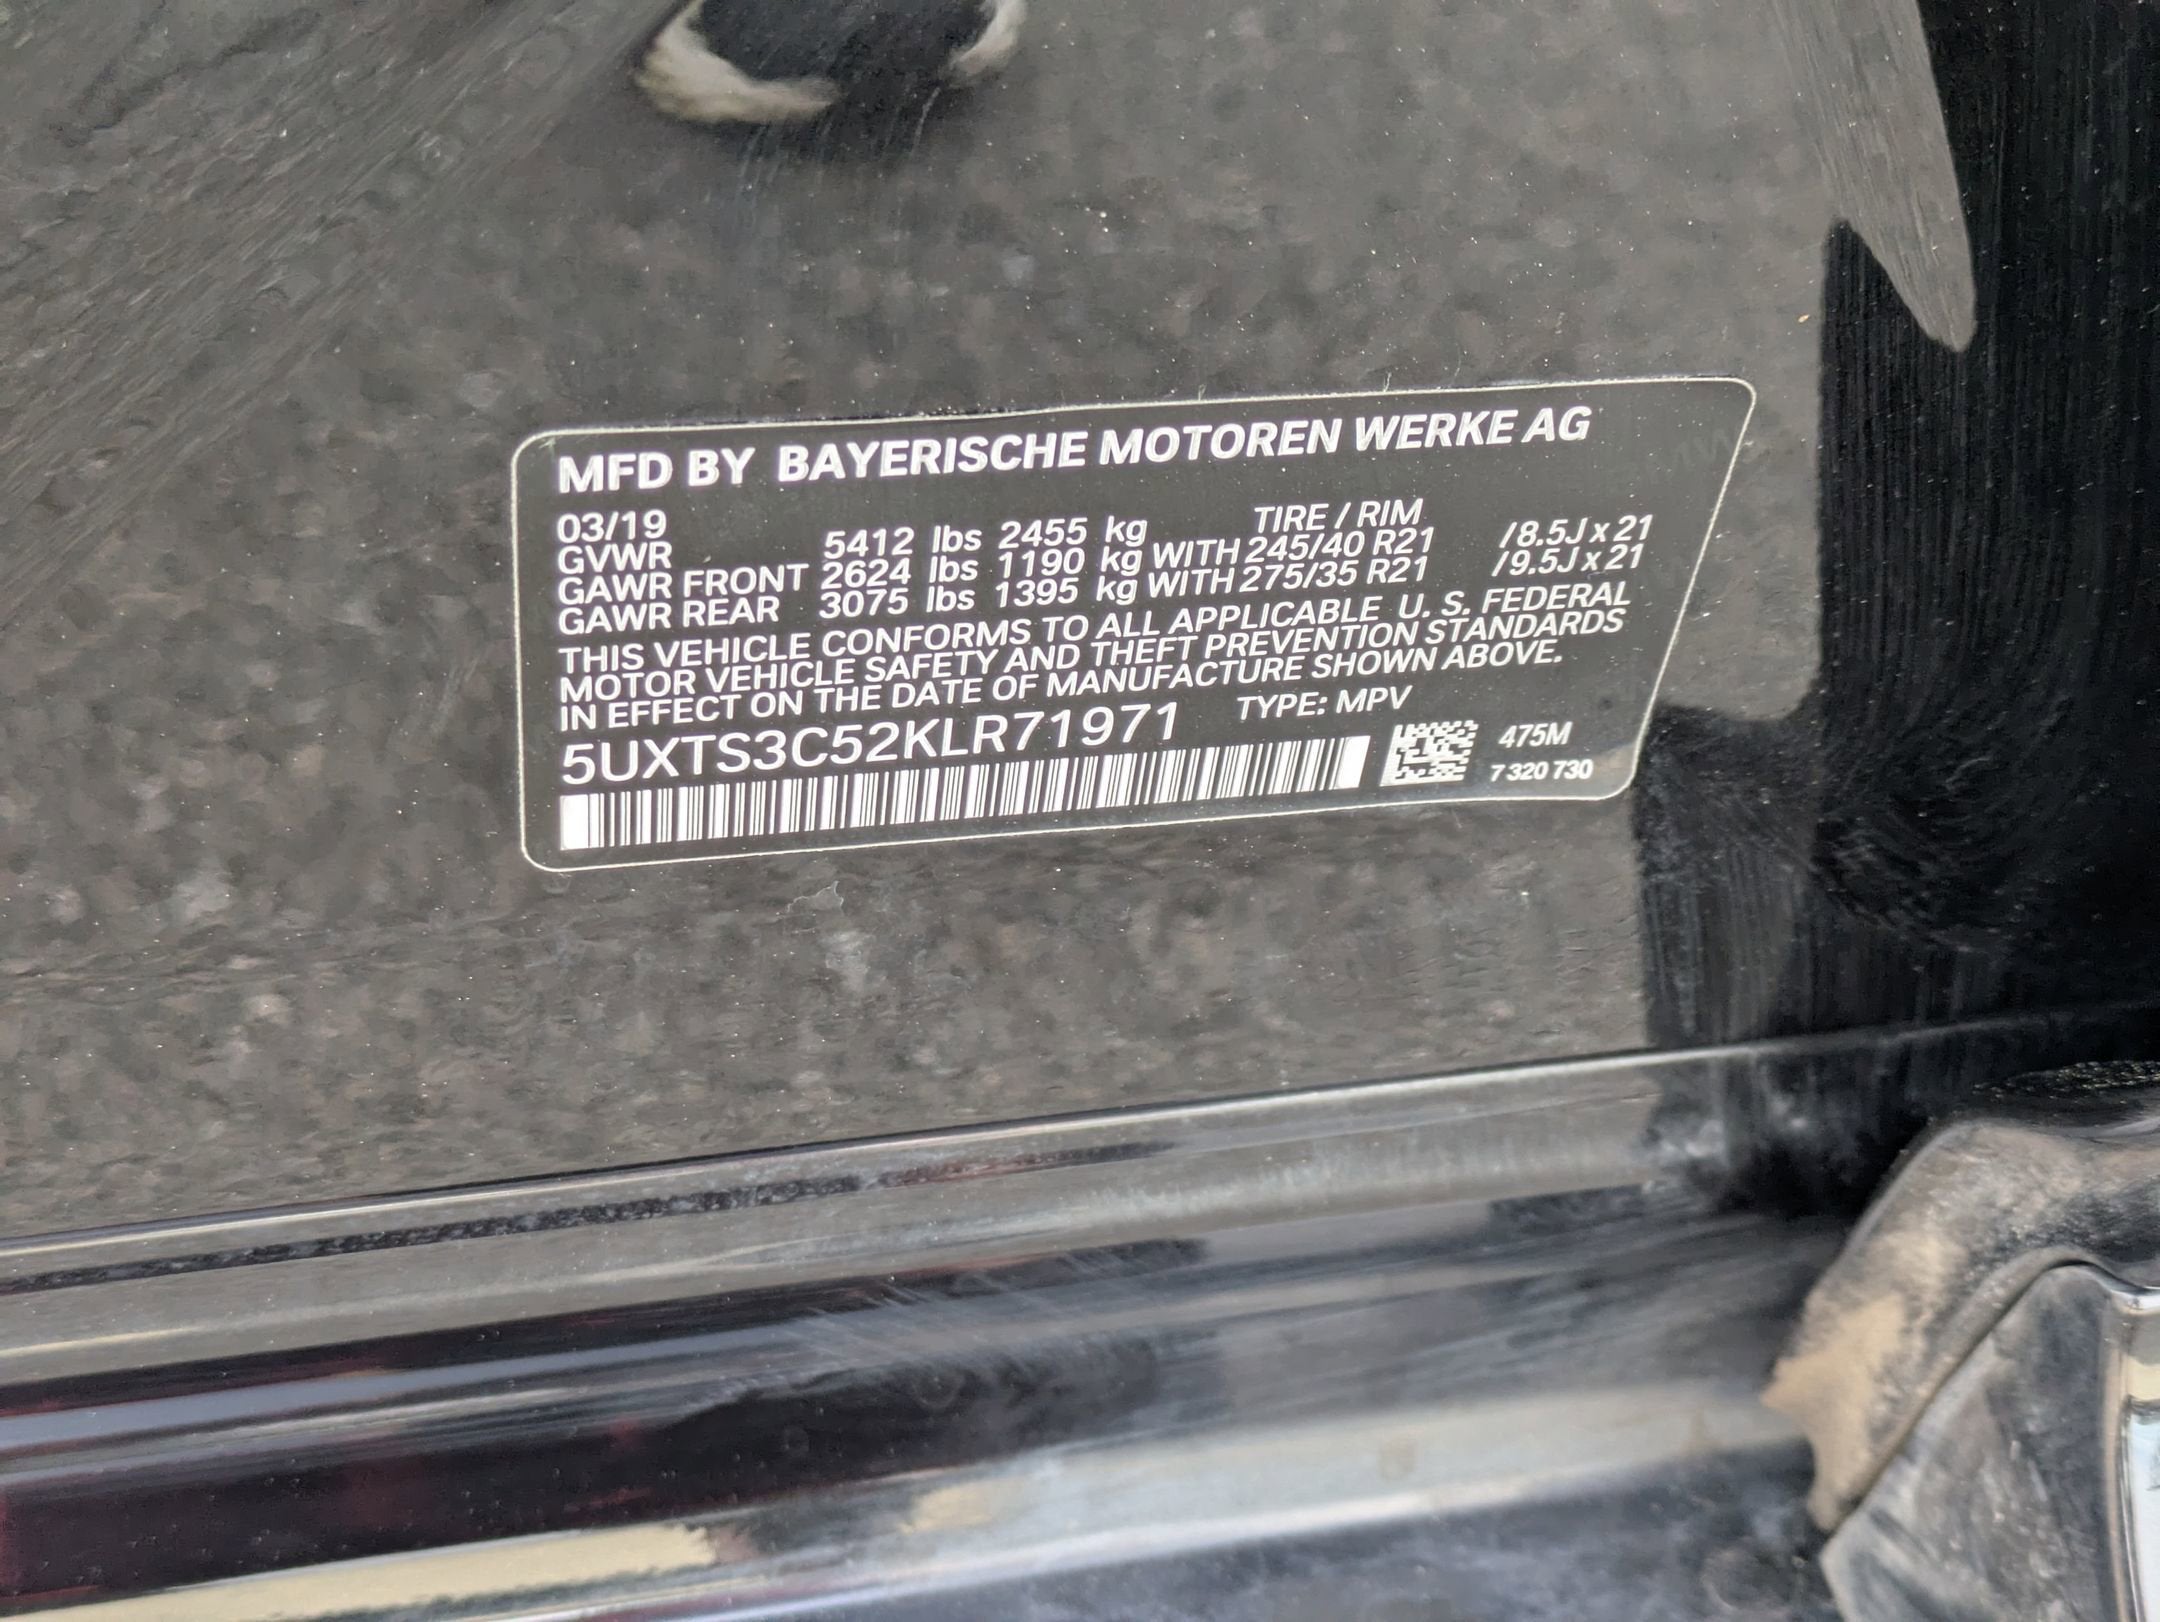 MFD BY BAYERISCHE MOTOREN WERKE AG
03/19 TIRE / RIM
GVWR 5412 lbs 2455 kg
GAWR FRONT 2624 lbs 1190 kg WITH 245/40 R21 /8.5J x 21
GAWR REAR 3075 lbs 1395 kg WITH 275/35 R21 /9.5J x 21
THIS VEHICLE CONFORMS TO ALL APPLICABLE U. S. FEDERAL
MOTOR VEHICLE SAFETY AND THEFT PREVENTION STANDARDS
IN EFFECT ON THE DATE OF MANUFACTURE SHOWN ABOVE.
5UXTS3C52KLR71971 TYPE: MPV
475M
7 320 730